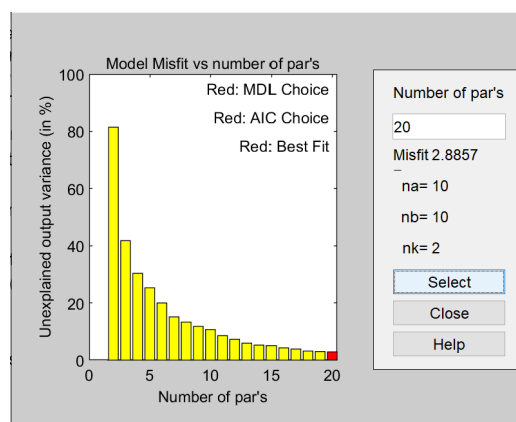 Model Misfit vs number of par's
Red: MDL Choice
Red: AIC Choice
Red: Best Fit
Unexplained output variance (in %)
100
80
60
40
20
0
0
5
10
15
20
Number of par's
Number of par's
20
Misfit 2.8857
na= 10
nb= 10
nk= 2
Select
Close
Help